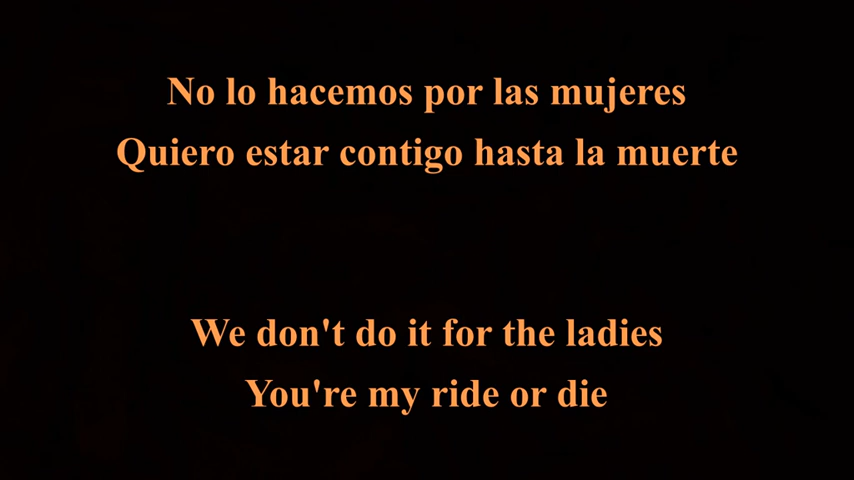 No lo hacemos por las mujeres
Quiero estar contigo hasta la muerte
We don't do it for the ladies
You're my ride or die